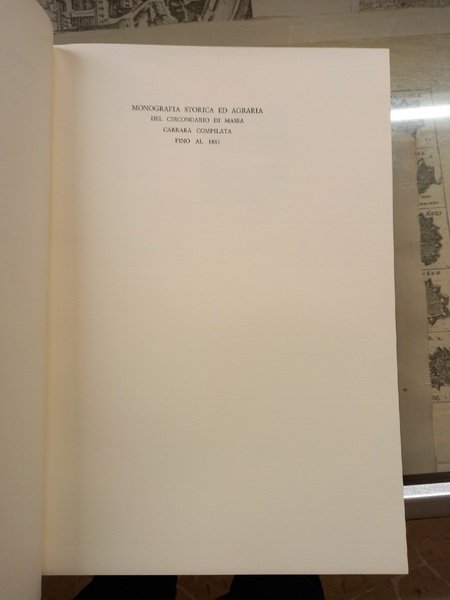 MONOGRAFIA STORICA ED AGRARIA
DEL CIRCONDARIO DI MASSA
CARRARA COMPILATA
FINO AL 1881